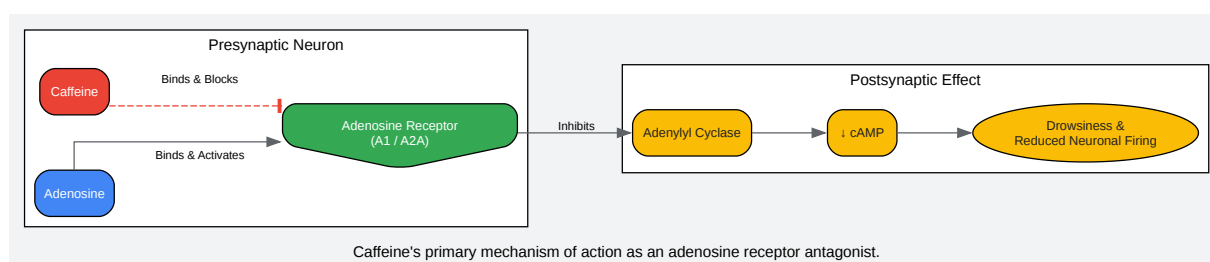 Presynaptic Neuron
Caffeine
Binds & Blocks
Adenosine Receptor
(A1 / A2A)
Binds & Activates
Adenosine
Inhibits
Postsynaptic Effect
Adenylyl Cyclase
↓ cAMP
Drowsiness &
Reduced Neuronal Firing
Caffeine's primary mechanism of action as an adenosine receptor antagonist.